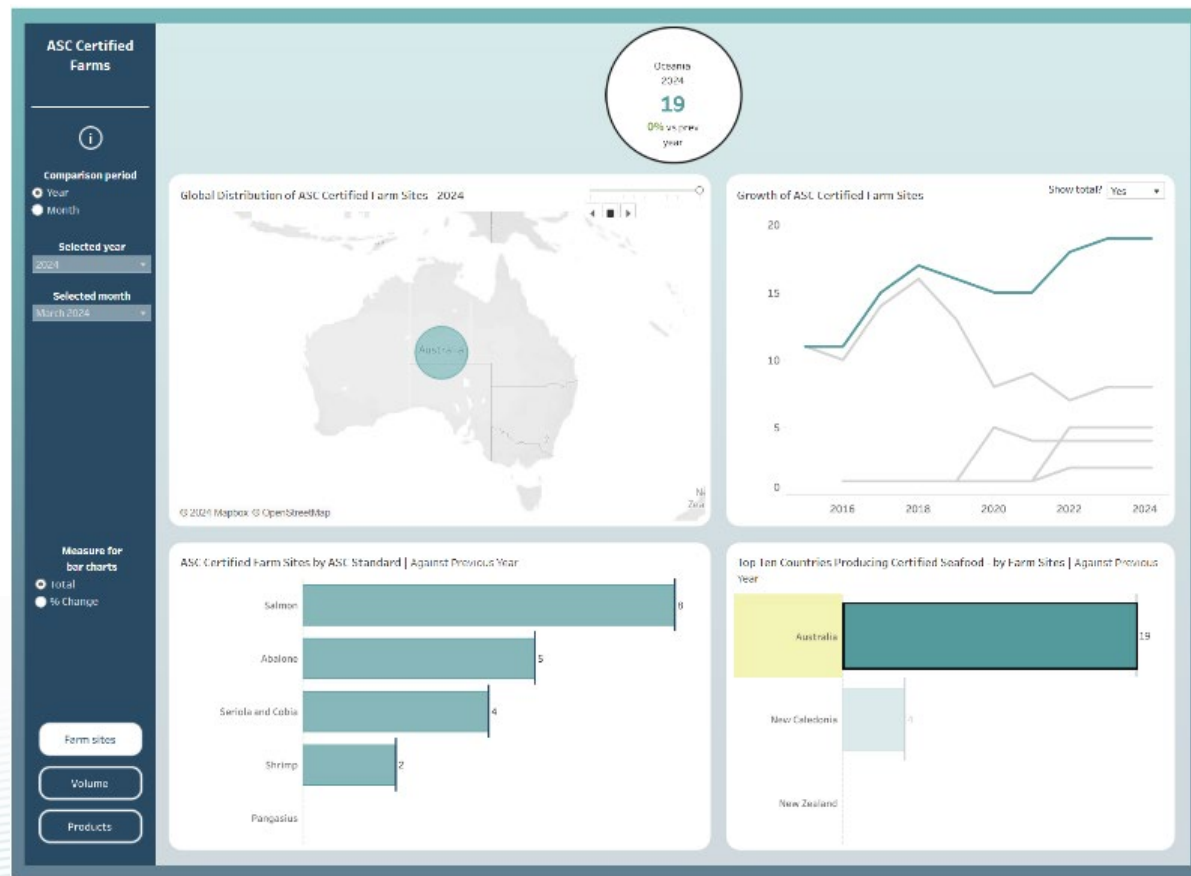 ASC Certified
Farms
Comparison period
Year
Month
Selected year
2024
Selected month
March 2024
Measure for
bar charts
Total
% Change
Farm sites
Volume
Products
Oceania
2024
19
0% vs prev
year
Global Distribution of ASC Certified Farm Sites - 2024
Australia
© 2024 Mapbox © OpenStreetMap
Growth of ASC Certified Farm Sites
Show total? Yes
20
15
10
5
0
2016 2018 2020 2022 2024
ASC Certified Farm Sites by ASC Standard | Against Previous Year
Salmon 8
Abalone 5
Seriola and Cobia 4
Shrimp 2
Pangasius
Top Ten Countries Producing Certified Seafood - by Farm Sites | Against Previous
Year
Australia 19
New Caledonia 4
New Zealand